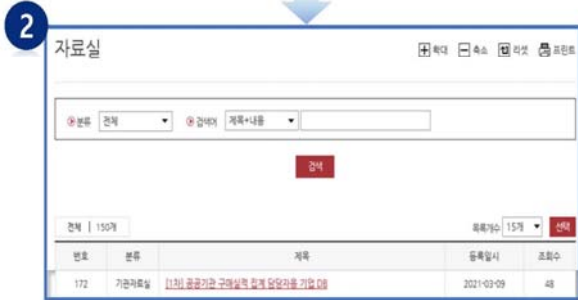 2
자료실
확대 축소 리셋 프린트
분류 전체 검색어 제목+내용
검색
전체 | 150개 목록개수 15개 선택
번호 분류 제목 등록일시 조회수
172 기관자료실 [1차] 공공기관 구매실적 집계 담당자용 기업 DB 2021-03-09 48